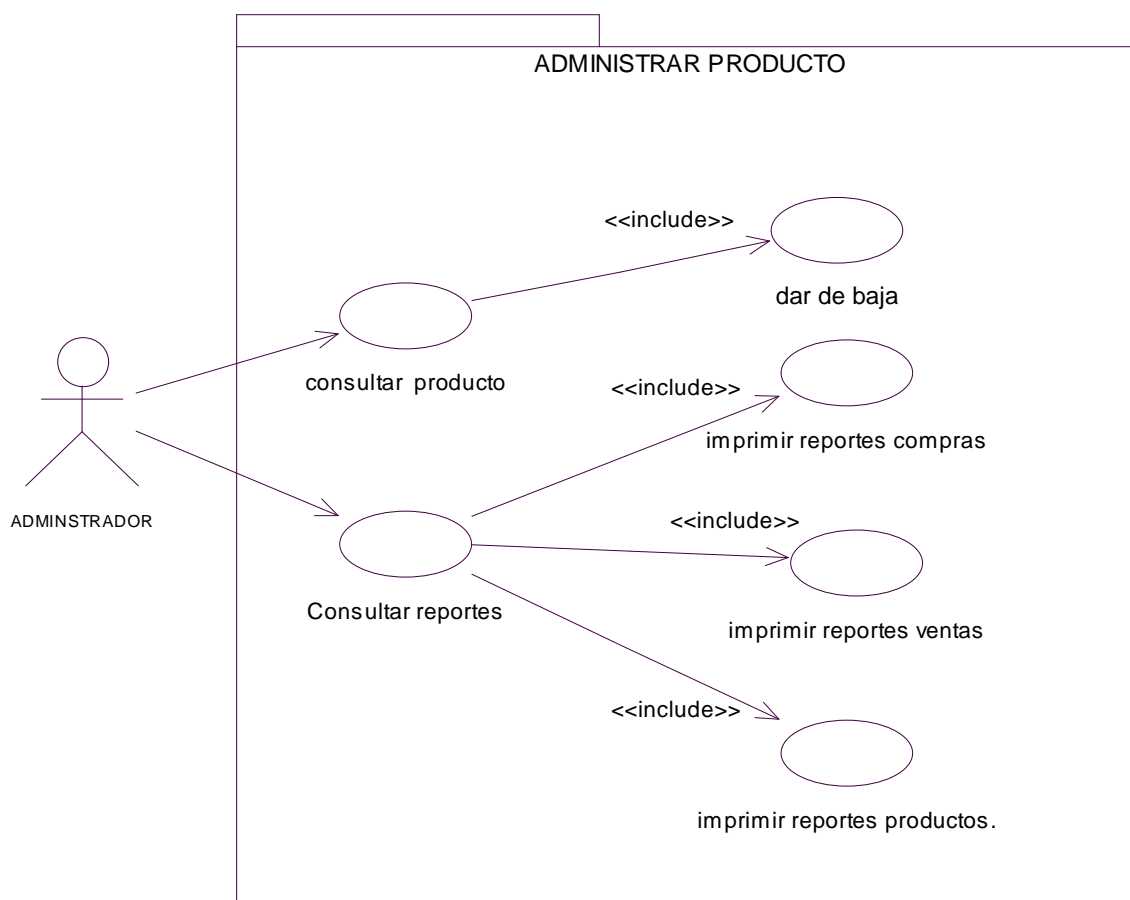 ADMINISTRAR PRODUCTO
<<include>>
dar de baja
consultar producto
<<include>>
imprimir reportes compras
ADMINSTRADOR
<<include>>
Consultar reportes
imprimir reportes ventas
<<include>>
imprimir reportes productos.